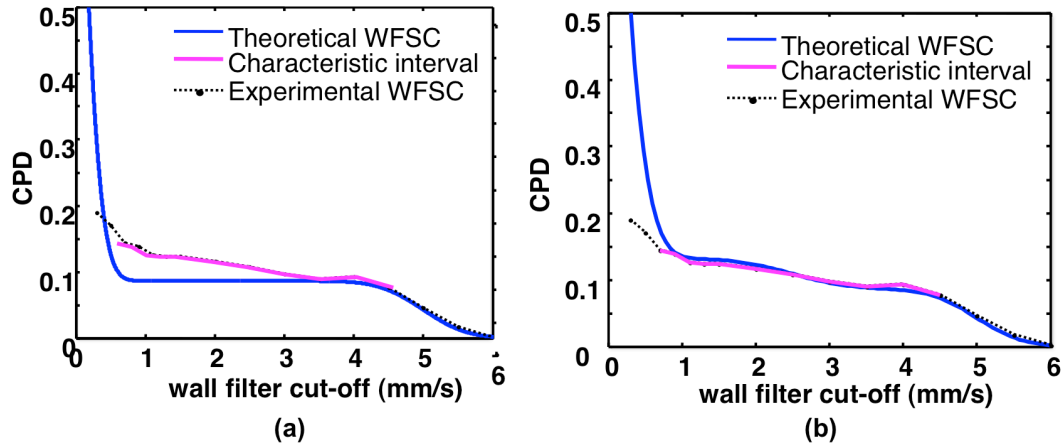 0.5
0.4
0.3
0.2
0.1
0
CPD
Theoretical WFSC
Characteristic interval
Experimental WFSC
0 1 2 3 4 5 6
wall filter cut-off (mm/s)
(a)
0.5
0.4
0.3
0.2
0.1
0
CPD
Theoretical WFSC
Characteristic interval
Experimental WFSC
1 2 3 4 5 6
wall filter cut-off (mm/s)
(b)